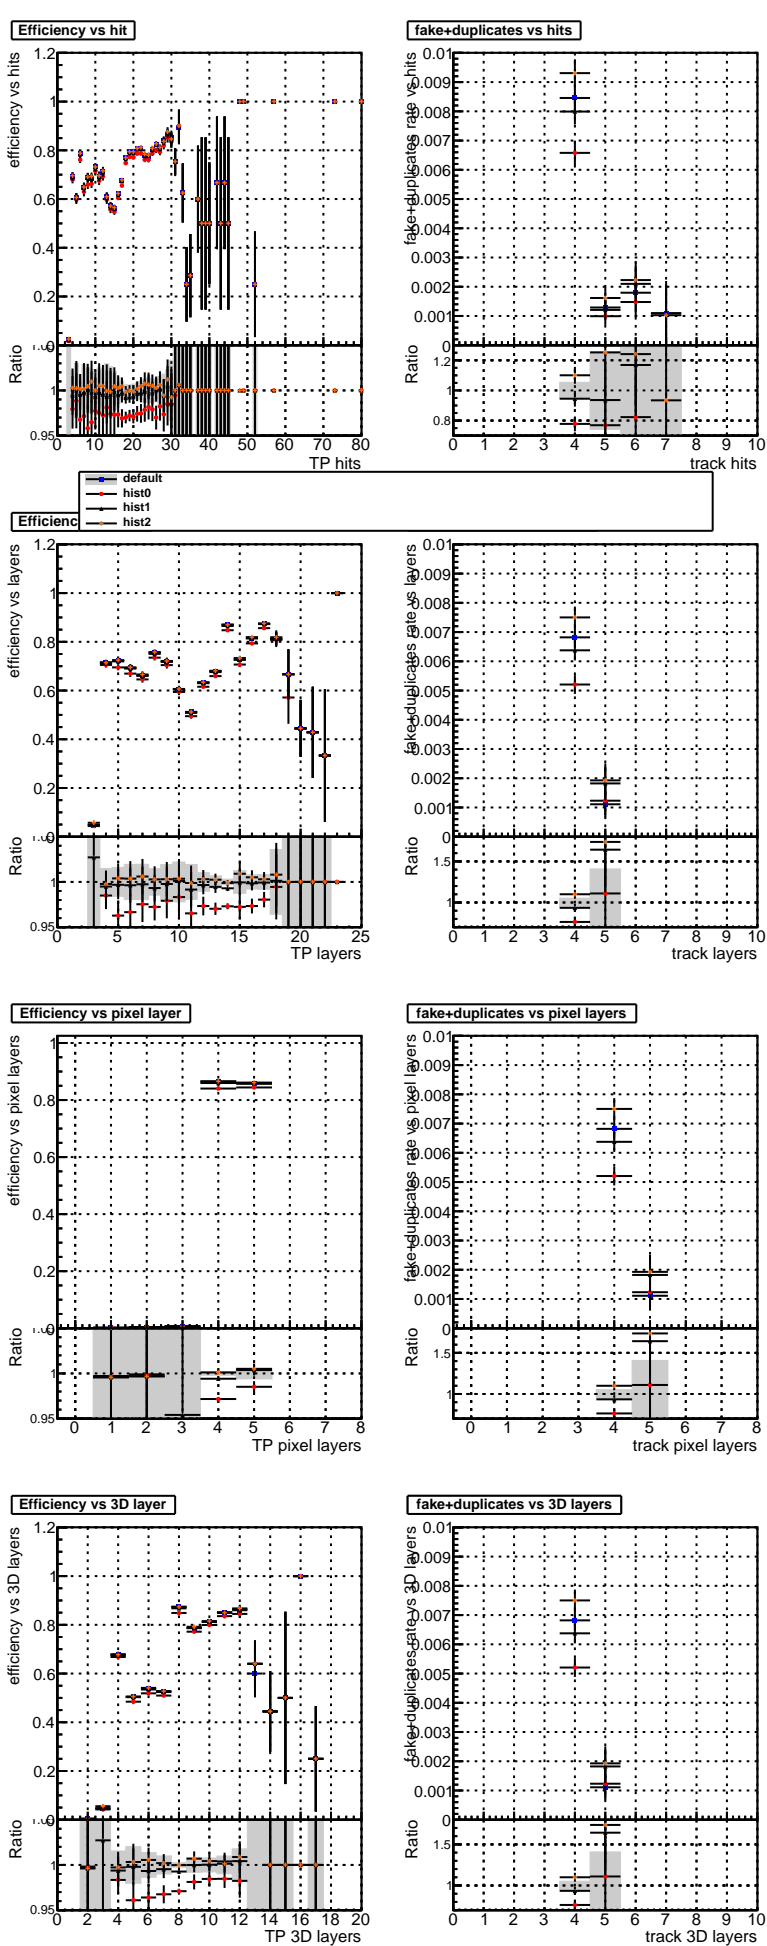 Efficiency vs hit
fake+duplicates vs hits
efficiency vs hits
1.2
1
0.8
0.6
0.4
0.2
Ratio
1
0.95
0 10 20 30 40 50 60 70 80
TP hits
fake+duplicates rate vs hits
0.01
0.009
0.008
0.007
0.006
0.005
0.004
0.003
0.002
0.001
0
Ratio
1.2
1
0.8
0 1 2 3 4 5 6 7 8 9 10
track hits
default
hist0
hist1
hist2
Efficienc
efficiency vs layers
1.2
1
0.8
0.6
0.4
0.2
Ratio
1
0.95
0 5 10 15 20 25
TP layers
fake+duplicates rate vs layers
0.01
0.009
0.008
0.007
0.006
0.005
0.004
0.003
0.002
0.001
0
Ratio
1.5
1
0 1 2 3 4 5 6 7 8 9 10
track layers
Efficiency vs pixel layer
fake+duplicates vs pixel layers
efficiency vs pixel layers
1
0.8
0.6
0.4
0.2
Ratio
1
0.95
0 1 2 3 4 5 6 7 8
TP pixel layers
fake+duplicates rate vs pixel layers
0.01
0.009
0.008
0.007
0.006
0.005
0.004
0.003
0.002
0.001
0
Ratio
1.5
1
0 1 2 3 4 5 6 7 8
track pixel layers
Efficiency vs 3D layer
fake+duplicates vs 3D layers
efficiency vs 3D layers
1.2
1
0.8
0.6
0.4
0.2
Ratio
1
0.95
0 2 4 6 8 10 12 14 16 18 20
TP 3D layers
fake+duplicates rate vs 3D layers
0.01
0.009
0.008
0.007
0.006
0.005
0.004
0.003
0.002
0.001
0
Ratio
1.5
1
0 1 2 3 4 5 6 7 8 9 10
track 3D layers